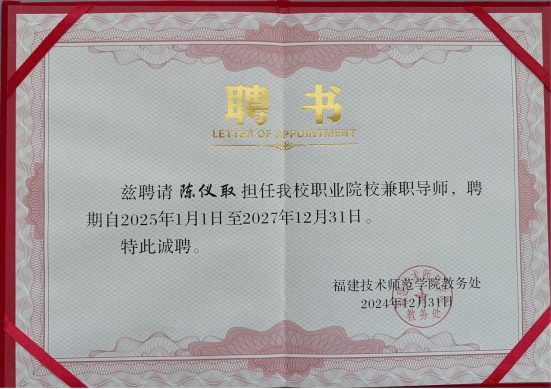 聘书
LETTER OF APPOINTMENT
兹聘请 陈仪取 担任我校职业院校兼职导师，聘
期自2025年1月1日至2027年12月31日。
特此诚聘。
福建技术师范学院教务处
2024年12月31日
教务处